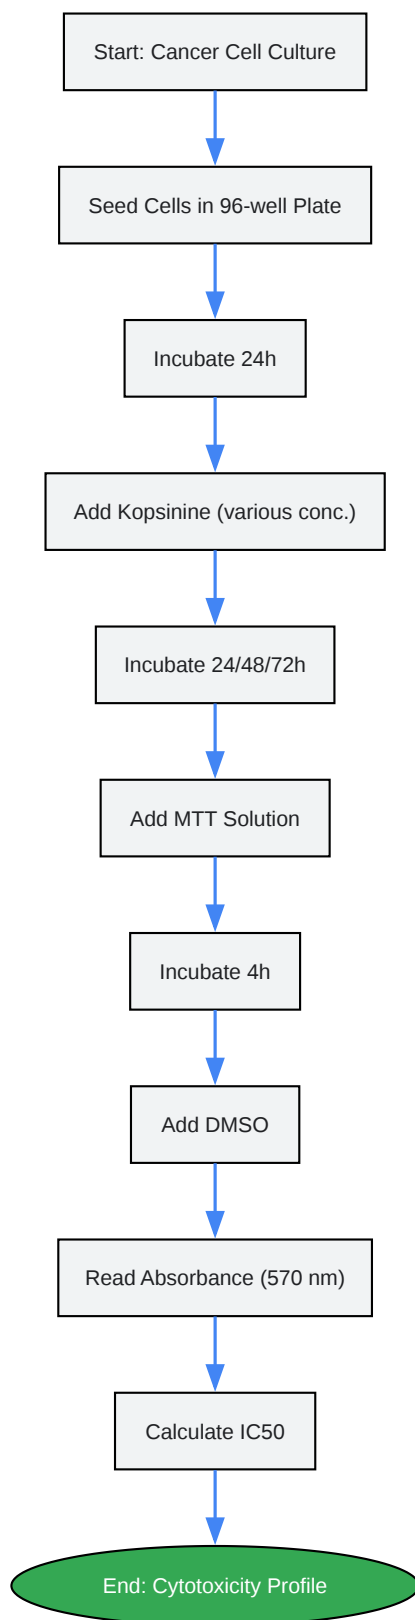 Start: Cancer Cell Culture
Seed Cells in 96-well Plate
Incubate 24h
Add Kopsinine (various conc.)
Incubate 24/48/72h
Add MTT Solution
Incubate 4h
Add DMSO
Read Absorbance (570 nm)
Calculate IC50
End: Cytotoxicity Profile